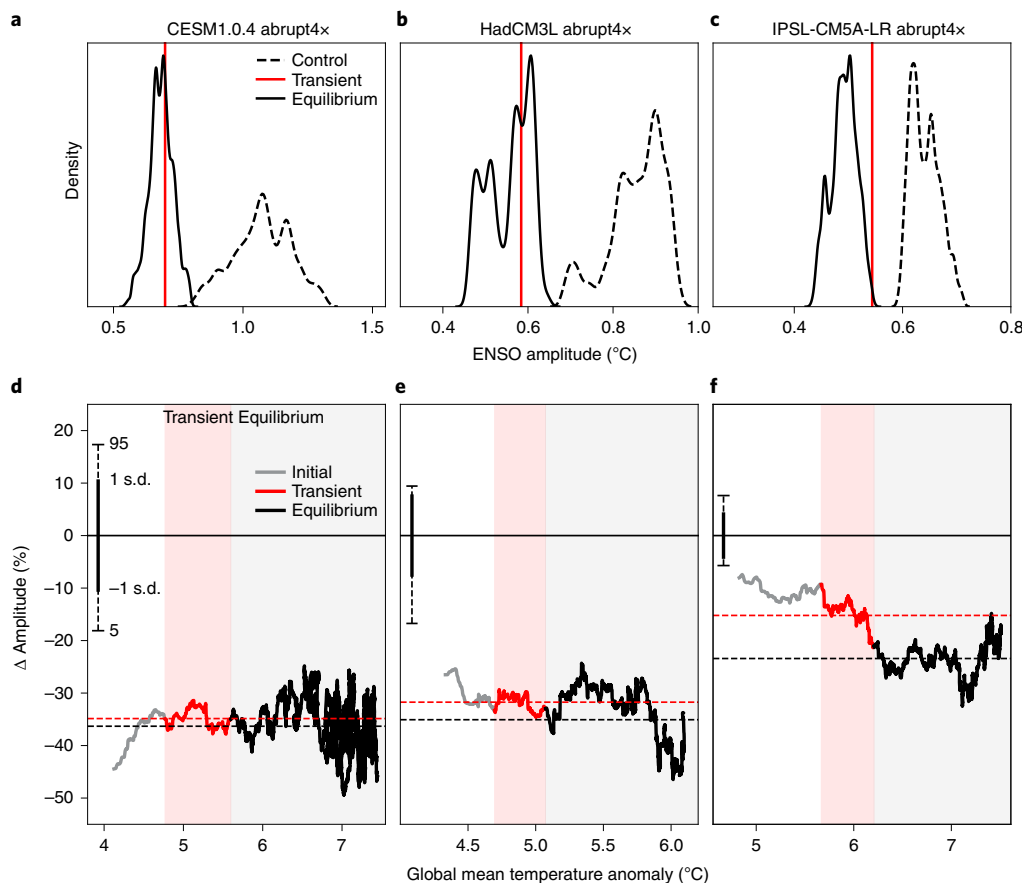 a
CESM1.0.4 abrupt4×
b
HadCM3L abrupt4×
c
IPSL-CM5A-LR abrupt4×
Control
Transient
Equilibrium
Density
0.5
1.0
1.5
0.4
0.6
0.8
1.0
0.4
0.6
0.8
ENSO amplitude (°C)
d
e
f
Transient Equilibrium
20
10
0
−10
−20
−30
−40
−50
95
1 s.d.
−1 s.d.
5
Initial
Transient
Equilibrium
Δ Amplitude (%)
4
5
6
7
4.5
5.0
5.5
6.0
5
6
7
Global mean temperature anomaly (°C)